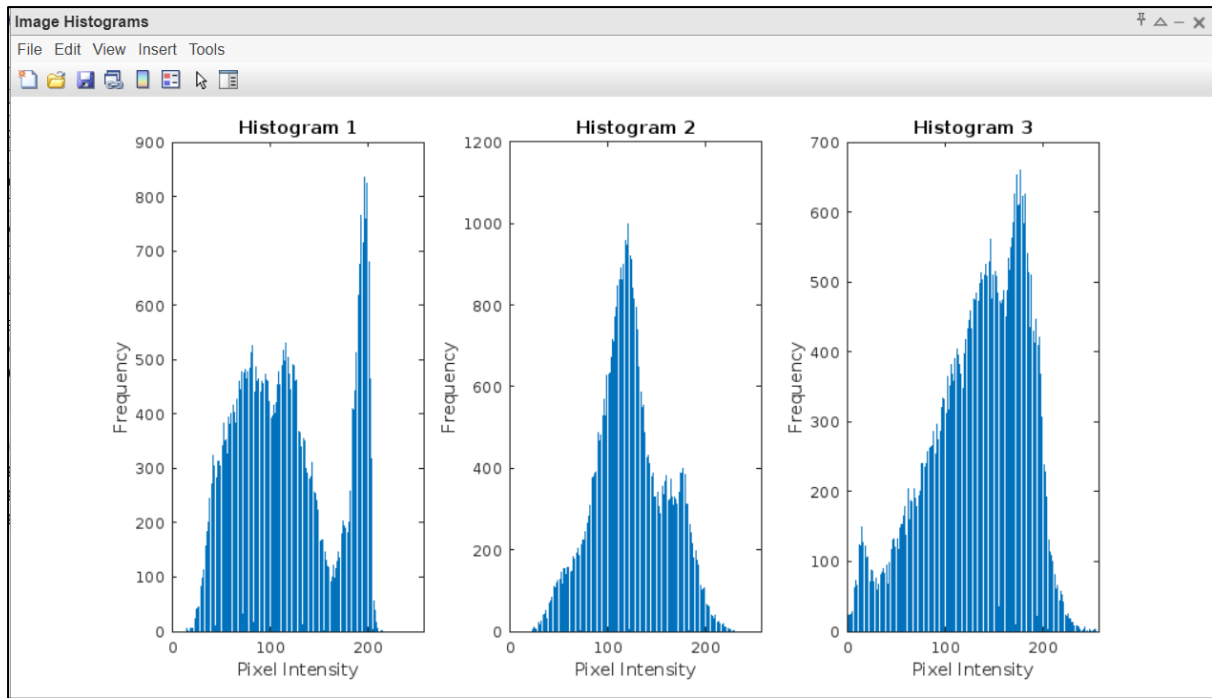 Image Histograms
File Edit View Insert Tools
Histogram 1
900
800
700
600
500
400
300
200
100
0
Frequency
0 100 200
Pixel Intensity
Histogram 2
1200
1000
800
600
400
200
0
Frequency
0 100 200
Pixel Intensity
Histogram 3
700
600
500
400
300
200
100
0
Frequency
0 100 200
Pixel Intensity